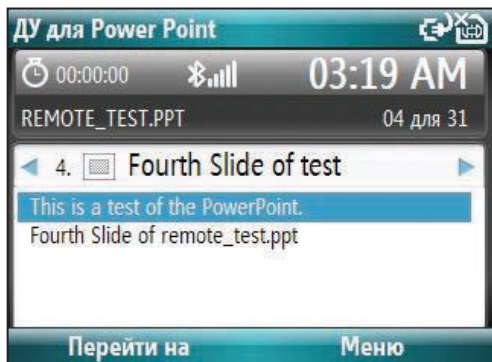 ДУ для Power Point
00:00:00 03:19 AM
REMOTE_TEST.PPT 04 для 31
4. Fourth Slide of test
This is a test of the PowerPoint.
Fourth Slide of remote_test.ppt
Перейти на Меню